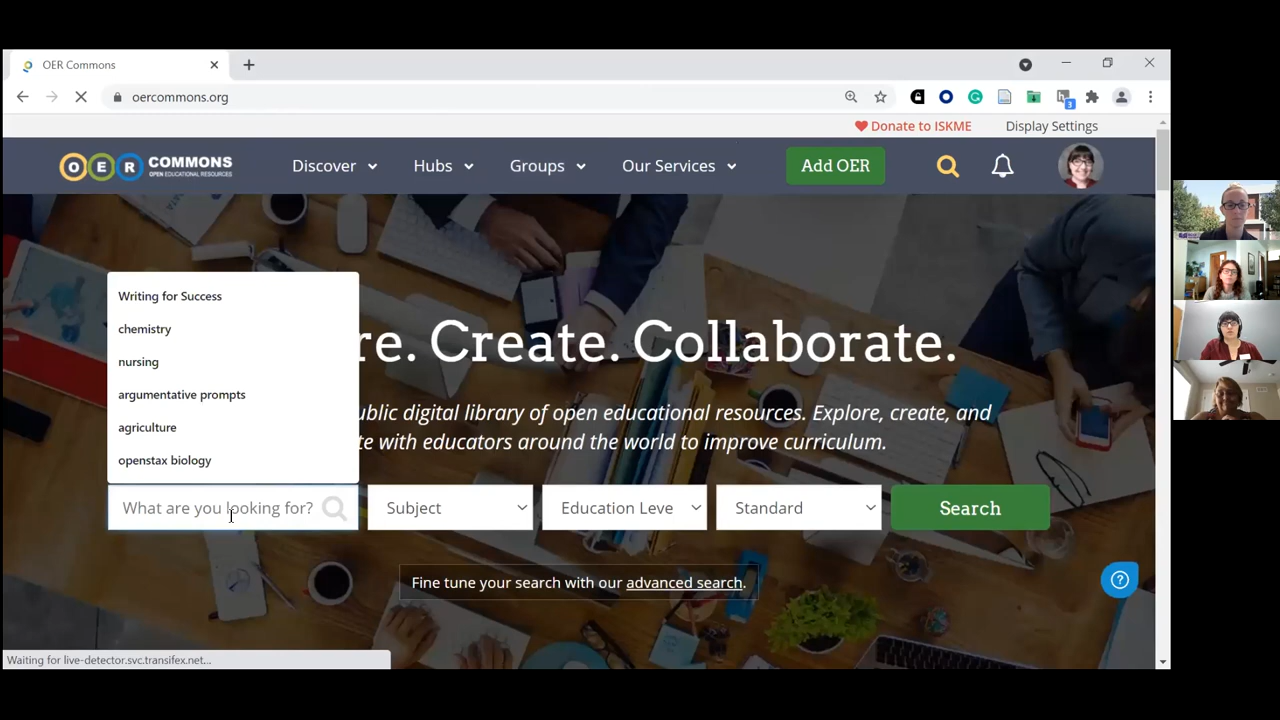 OER Commons
oercommons.org
3
Donate to ISKME
Display Settings
OER COMMONS
OPEN EDUCATIONAL RESOURCES
Discover
Hubs
Groups
Our Services
Add OER
Writing for Success
chemistry
nursing
argumentative prompts
agriculture
openstax biology
re. Create. Collaborate.
ublic digital library of open educational resources. Explore, create, and
te with educators around the world to improve curriculum.
What are you looking for?
Subject
Education Leve
Standard
Search
Fine tune your search with our advanced search.
?
Waiting for live-detector.svc.transifex.net...